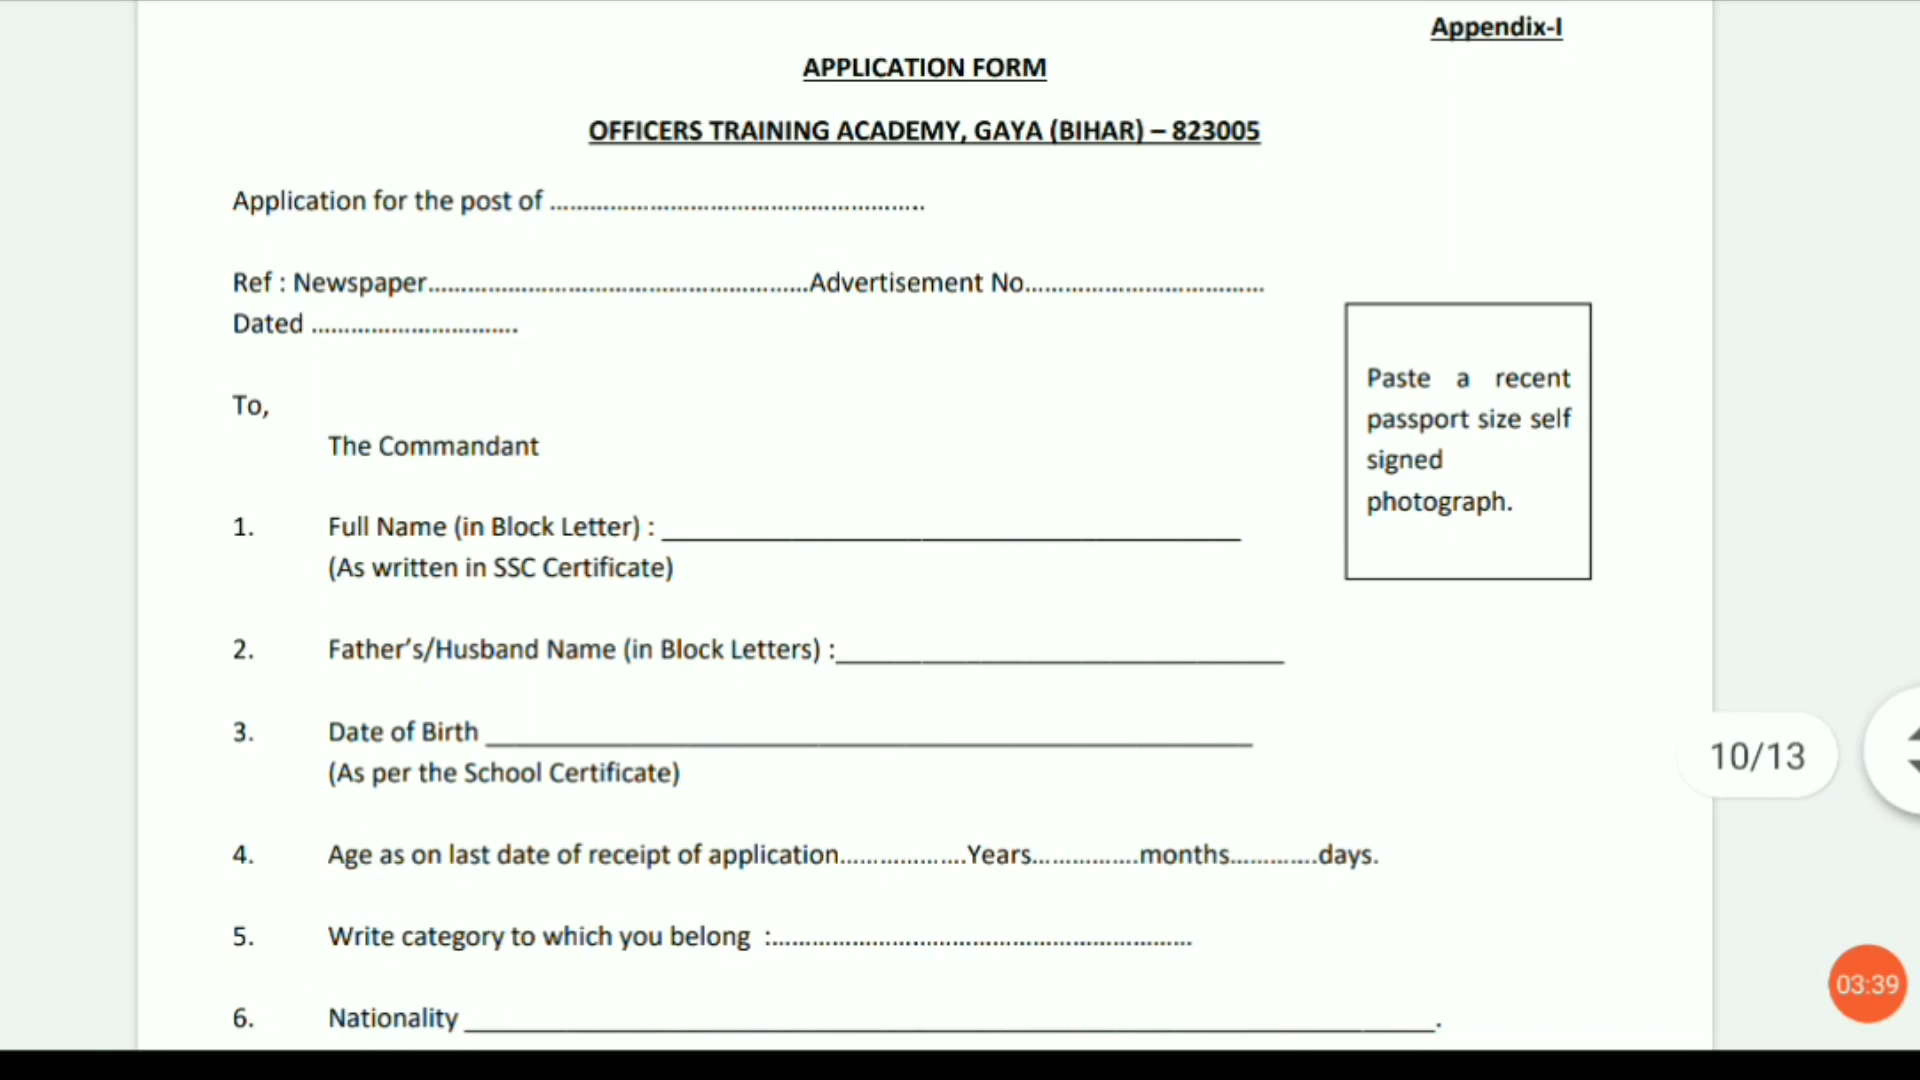 Appendix-I
APPLICATION FORM
OFFICERS TRAINING ACADEMY, GAYA (BIHAR) – 823005
Application for the post of ……………………………………………….
Ref : Newspaper……………………………………………….Advertisement No…………………………….
Dated ………………………….
To,
The Commandant
Paste a recent
passport size self
signed
photograph.
1. Full Name (in Block Letter) : ________________________________________
(As written in SSC Certificate)
2. Father’s/Husband Name (in Block Letters) :_______________________________
3. Date of Birth _____________________________________________________
(As per the School Certificate)
10/13
4. Age as on last date of receipt of application……………….Years…………….months………….days.
5. Write category to which you belong :……………………………………………………..
03:39
6. Nationality ___________________________________________________________________.